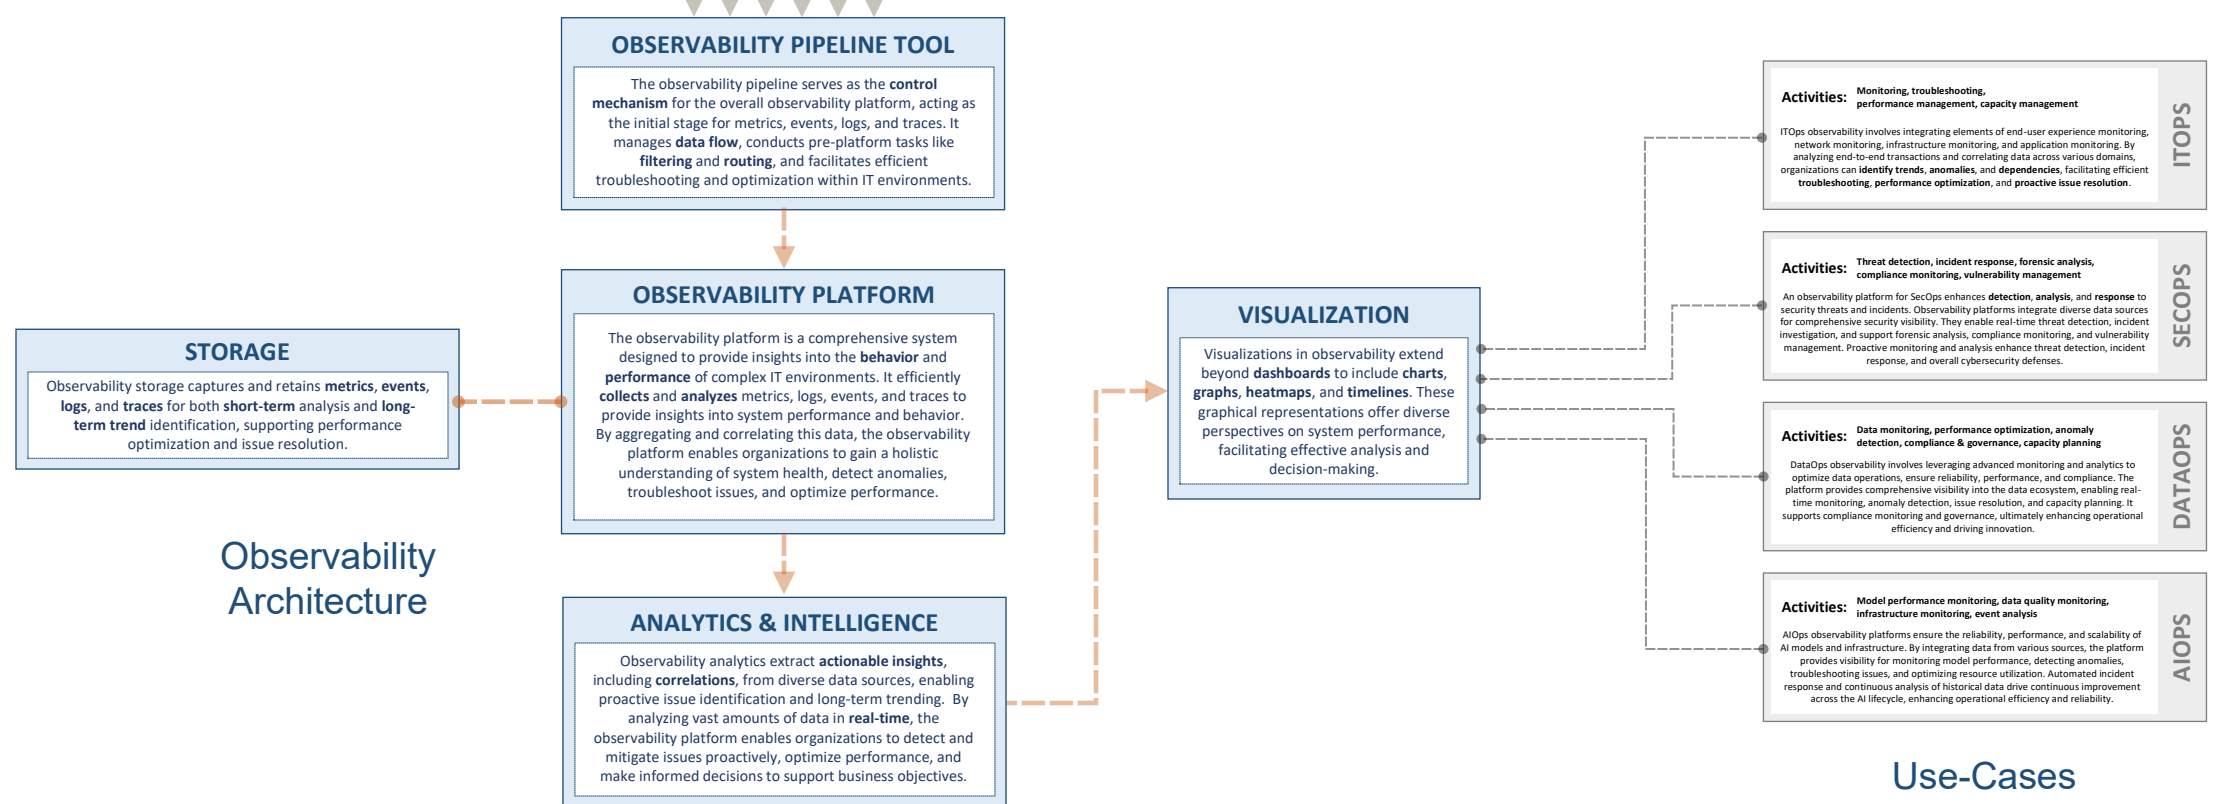 OBSERVABILITY PIPELINE TOOL
The observability pipeline serves as the control
mechanism for the overall observability platform, acting as
the initial stage for metrics, events, logs, and traces. It
manages data flow, conducts pre-platform tasks like
filtering and routing, and facilitates efficient
troubleshooting and optimization within IT environments.
OBSERVABILITY PLATFORM
The observability platform is a comprehensive system
designed to provide insights into the behavior and
performance of complex IT environments. It efficiently
collects and analyzes metrics, logs, events, and traces to
provide insights into system performance and behavior.
By aggregating and correlating this data, the observability
platform enables organizations to gain a holistic
understanding of system health, detect anomalies,
troubleshoot issues, and optimize performance.
STORAGE
Observability storage captures and retains metrics, events,
logs, and traces for both short-term analysis and long-
term trend identification, supporting performance
optimization and issue resolution.
Observability
Architecture
ANALYTICS & INTELLIGENCE
Observability analytics extract actionable insights,
including correlations, from diverse data sources, enabling
proactive issue identification and long-term trending. By
analyzing vast amounts of data in real-time, the
observability platform enables organizations to detect and
mitigate issues proactively, optimize performance, and
make informed decisions to support business objectives.
VISUALIZATION
Visualizations in observability extend
beyond dashboards to include charts,
graphs, heatmaps, and timelines. These
graphical representations offer diverse
perspectives on system performance,
facilitating effective analysis and
decision-making.
Activities: Monitoring, troubleshooting,
performance management, capacity management
ITOps observability involves integrating elements of end-user experience monitoring,
network monitoring, infrastructure monitoring, and application monitoring. By
analyzing end-to-end transactions and correlating data across various domains,
organizations can identify trends, anomalies, and dependencies, facilitating efficient
troubleshooting, performance optimization, and proactive issue resolution.
ITOPS
Activities: Threat detection, incident response, forensic analysis,
compliance monitoring, vulnerability management
An observability platform for SecOps enhances detection, analysis, and response to
security threats and incidents. Observability platforms integrate diverse data sources
for comprehensive security visibility. They enable real-time threat detection, incident
investigation, and support forensic analysis, compliance monitoring, and vulnerability
management. Proactive monitoring and analysis enhance threat detection, incident
response, and overall cybersecurity defenses.
SECOPS
Activities: Data monitoring, performance optimization, anomaly
detection, compliance & governance, capacity planning
DataOps observability involves leveraging advanced monitoring and analytics to
optimize data operations, ensure reliability, performance, and compliance. The
platform provides comprehensive visibility into the data ecosystem, enabling real-
time monitoring, anomaly detection, issue resolution, and capacity planning. It
supports compliance monitoring and governance, ultimately enhancing operational
efficiency and driving innovation.
DATAOPS
Activities: Model performance monitoring, data quality monitoring,
infrastructure monitoring, event analysis
AIOps observability platforms ensure the reliability, performance, and scalability of
AI models and infrastructure. By integrating data from various sources, the platform
provides visibility for monitoring model performance, detecting anomalies,
troubleshooting issues, and optimizing resource utilization. Automated incident
response and continuous analysis of historical data drive continuous improvement
across the AI lifecycle, enhancing operational efficiency and reliability.
AIOPS
Use-Cases